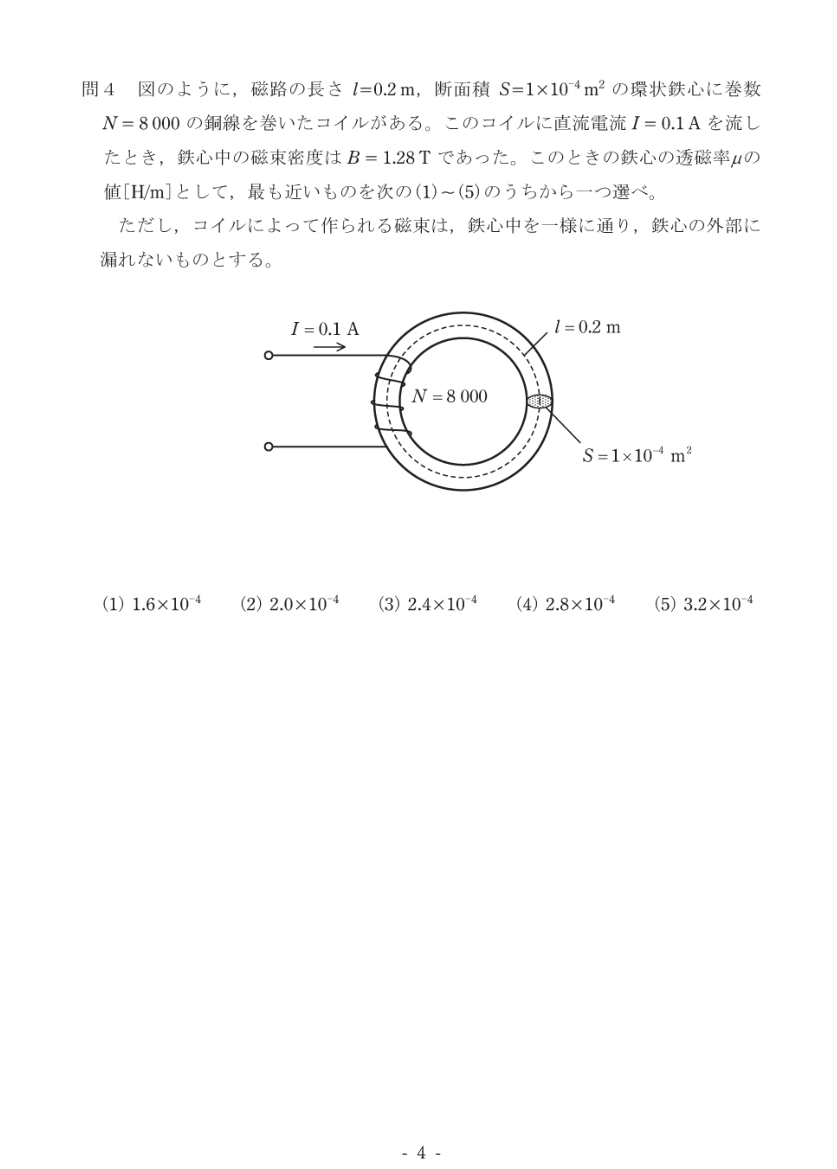 問4　図のように，磁路の長さ l=0.2 m，断面積 S=1×10⁻⁴ m² の環状鉄心に巻数
N = 8 000 の銅線を巻いたコイルがある。このコイルに直流電流 I = 0.1 A を流し
たとき，鉄心中の磁束密度は B = 1.28 T であった。このときの鉄心の透磁率μの
値[H/m]として，最も近いものを次の(1)～(5)のうちから一つ選べ。
ただし，コイルによって作られる磁束は，鉄心中を一様に通り，鉄心の外部に
漏れないものとする。
I = 0.1 A
l = 0.2 m
N = 8 000
S = 1×10⁻⁴ m²
(1) 1.6×10⁻⁴ (2) 2.0×10⁻⁴ (3) 2.4×10⁻⁴ (4) 2.8×10⁻⁴ (5) 3.2×10⁻⁴
- 4 -